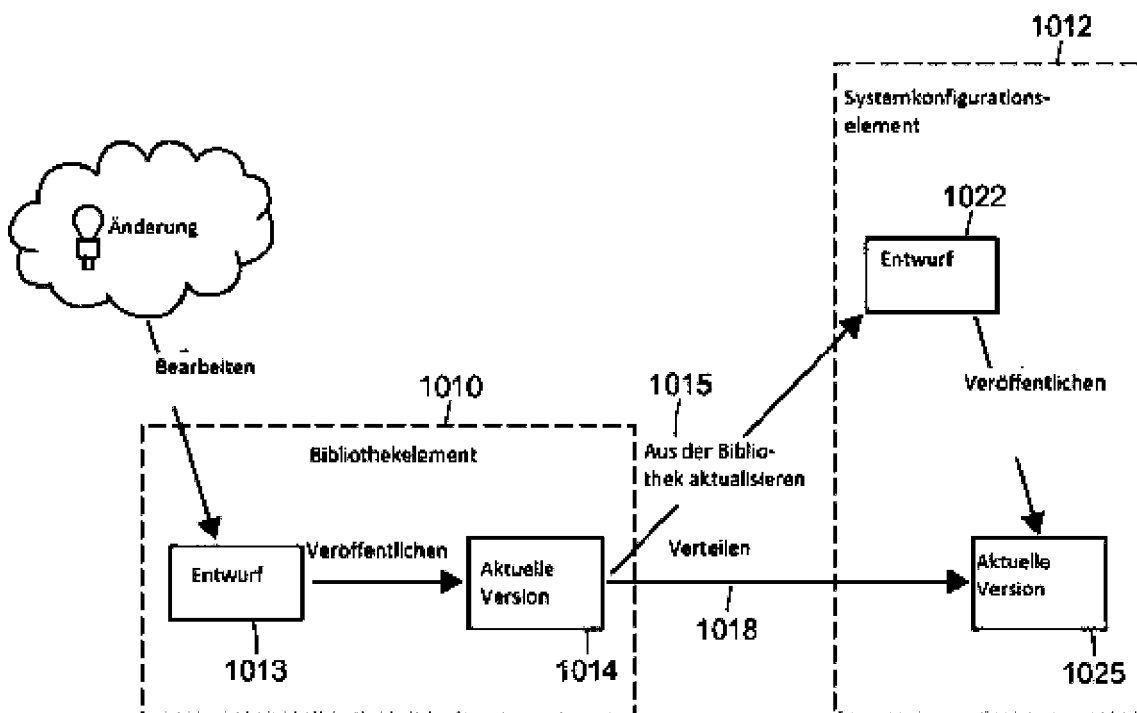 1012
Systemkonfigurations-
element
1022
Änderung
Entwurf
Bearbeiten
1010
1015
Veröffentlichen
Bibliothekelement
Aus der Biblio-
thek aktualisieren
Entwurf
Veröffentlichen
Aktuelle
Version
Verteilen
Aktuelle
Version
1013
1014
1018
1025